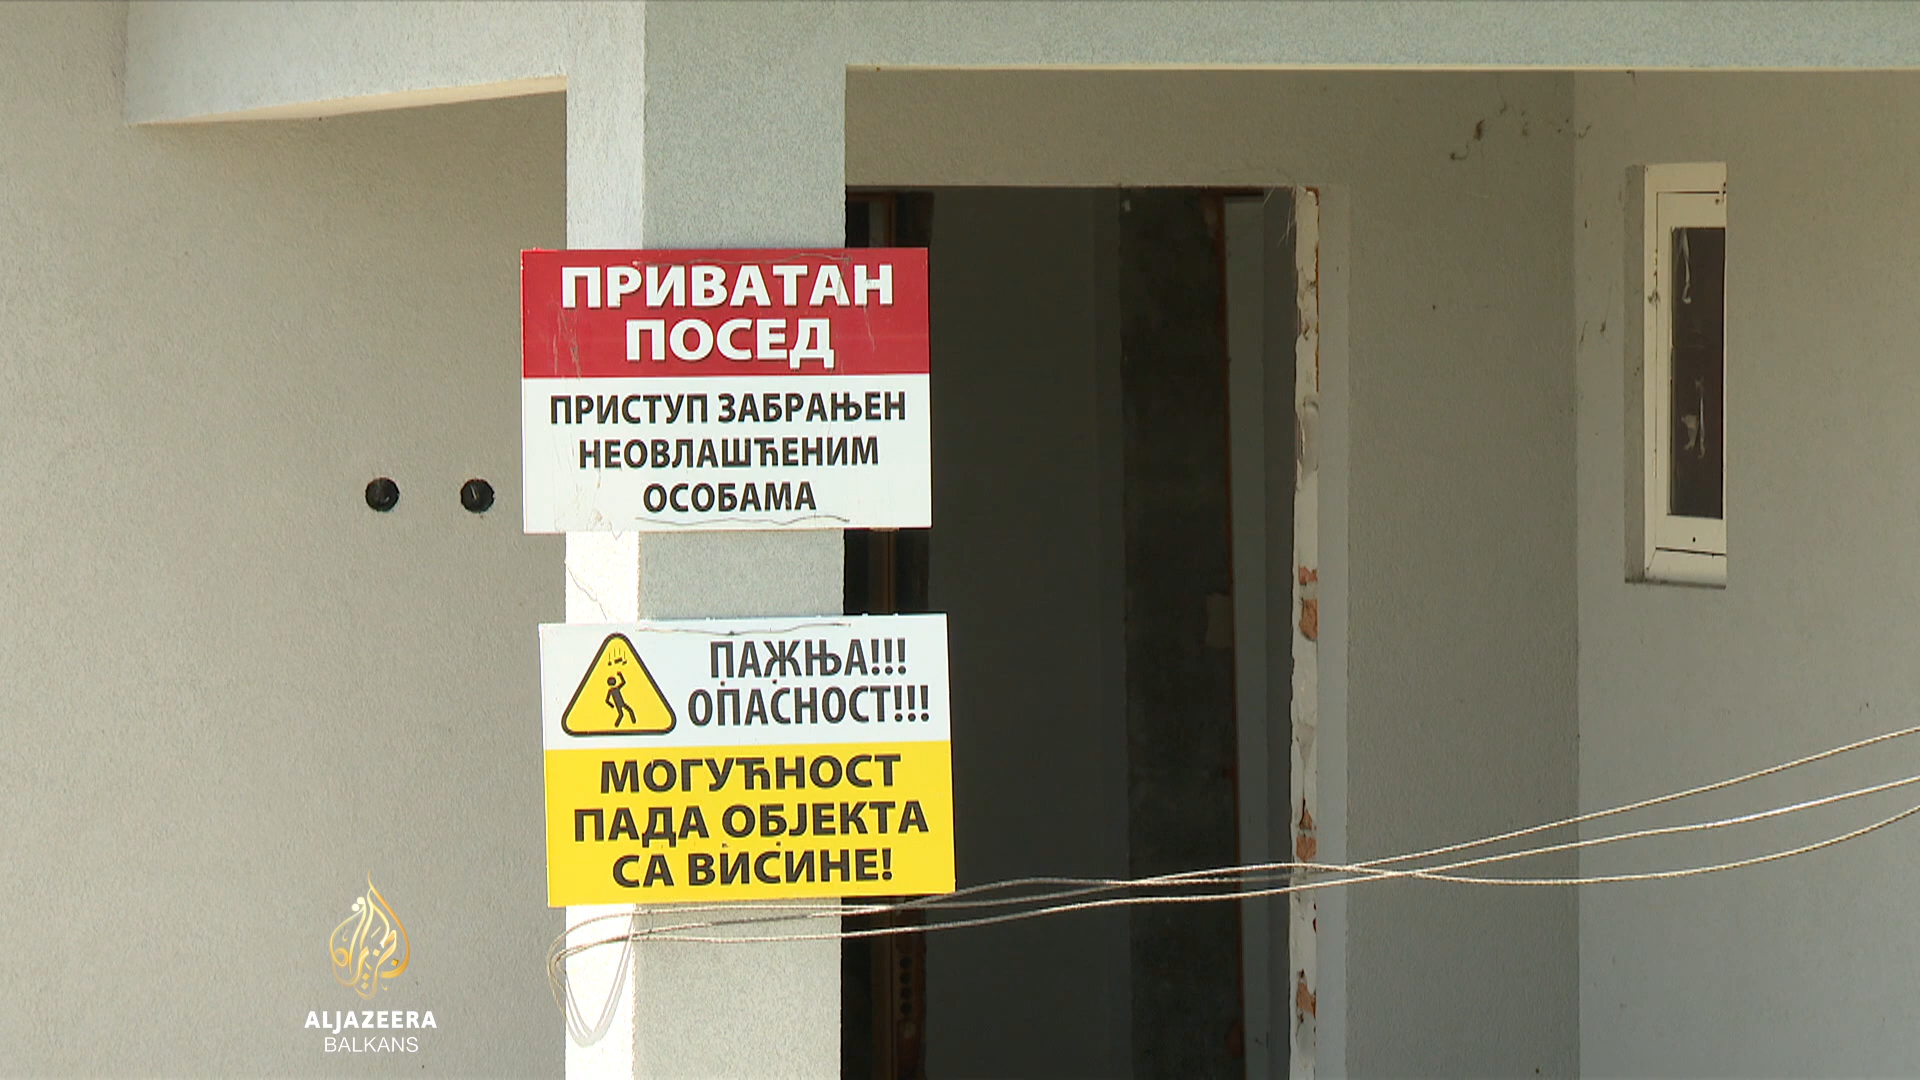 ПРИВАТАН
ПОСЕД
ПРИСТУП ЗАБРАЊЕН
НЕОВЛАШЋЕНИМ
ОСОБАМА
ПАЖЊА!!!
ОПАСНОСТ!!!
МОГУЋНОСТ
ПАДА ОБЈЕКТА
СА ВИСИНЕ!
ALJAZEERA
BALKANS